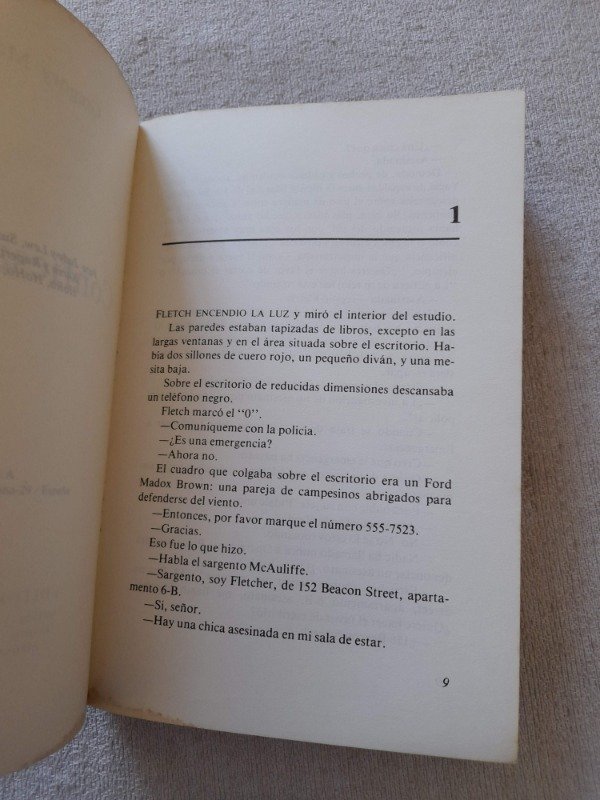 1
FLETCH ENCENDIO LA LUZ y miró el interior del estudio.
Las paredes estaban tapizadas de libros, excepto en las
largas ventanas y en el área situada sobre el escritorio. Ha-
bía dos sillones de cuero rojo, un pequeño diván, y una me-
sita baja.
Sobre el escritorio de reducidas dimensiones descansaba
un teléfono negro.
Fletch marcó el "0".
—Comuníqueme con la policia.
—¿Es una emergencia?
—Ahora no.
El cuadro que colgaba sobre el escritorio era un Ford
Madox Brown: una pareja de campesinos abrigados para
defenderse del viento.
—Entonces, por favor marque el número 555-7523.
—Gracias.
Eso fue lo que hizo.
—Habla el sargento McAuliffe.
—Sargento, soy Fletcher, de 152 Beacon Street, aparta-
mento 6-B.
—Sí, señor.
—Hay una chica asesinada en mi sala de estar.
9